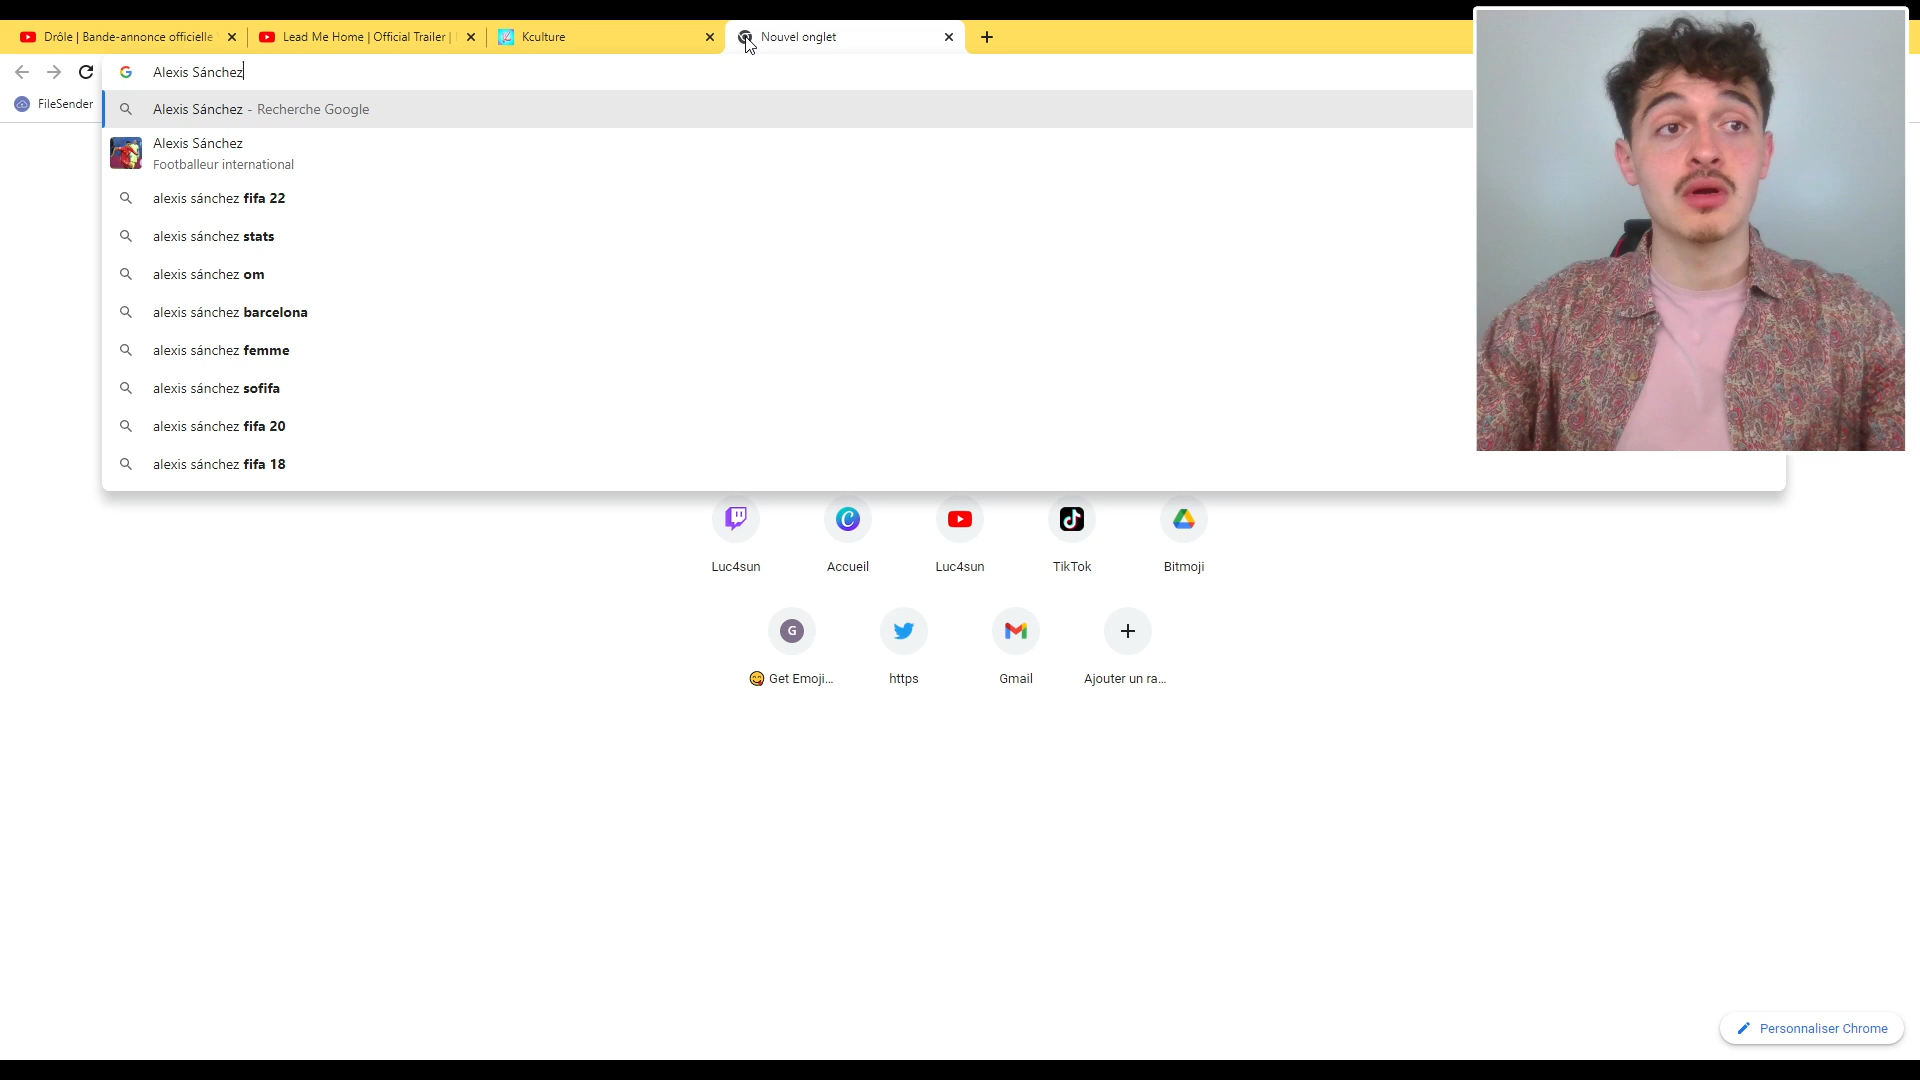 Drôle | Bande-annonce officielle
Lead Me Home | Official Trailer |
Kculture
Nouvel onglet
Alexis Sánchez
FileSender
Alexis Sánchez - Recherche Google
Alexis Sánchez
Footballeur international
alexis sánchez fifa 22
alexis sánchez stats
alexis sánchez om
alexis sánchez barcelona
alexis sánchez femme
alexis sánchez sofifa
alexis sánchez fifa 20
alexis sánchez fifa 18
Luc4sun
Accueil
Luc4sun
TikTok
Bitmoji
G
😋 Get Emoji...
https
Gmail
Ajouter un ra...
Personnaliser Chrome